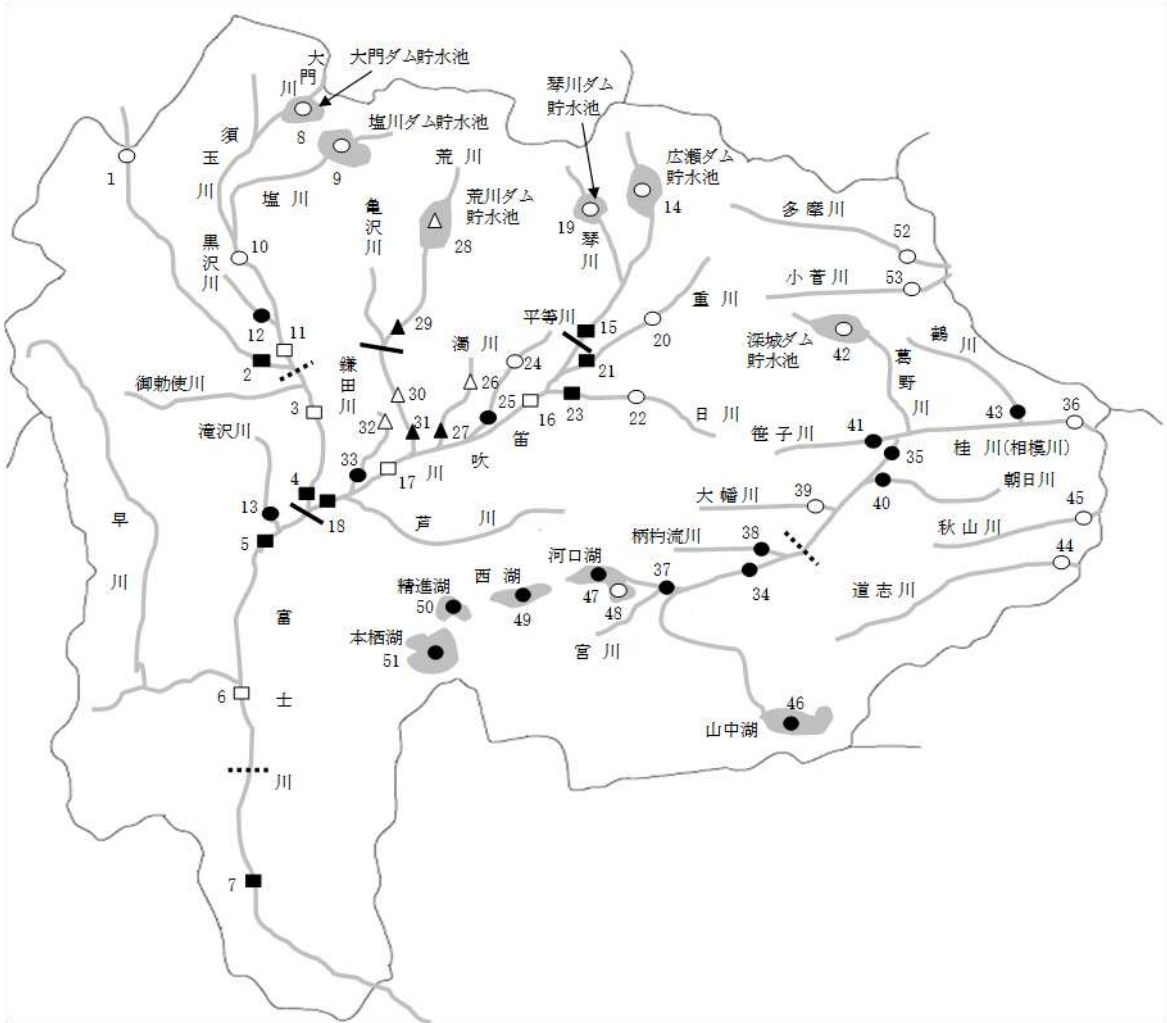 大門川
大門ダム貯水池
琴川ダム
貯水池
須玉川
8
塩川ダム貯水池
9
塩川
1
荒川
荒川ダム
貯水池
28
亀沢川
広瀬ダム
貯水池
14
19
琴川
多摩川
52
小菅川
53
10
黒沢川
12
11
2
29
平等川
15
重川
20
深城ダム
貯水池
42
葛野川
鶴川
鎌田川
濁川
24
26
21
御勅使川
3
30
32
31
27
25
16
23
22
日川
笛
吹
川
43
36
笹子川
41
35
桂川(相模川)
滝沢川
33
17
4
18
13
5
芦川
大幡川
39
40
朝日川
45
秋山川
44
道志川
柄杓流川
38
34
37
早川
河口湖
47
48
西湖
49
精進湖
50
本栖湖
51
宮川
富
士
川
6
46
山中湖
7